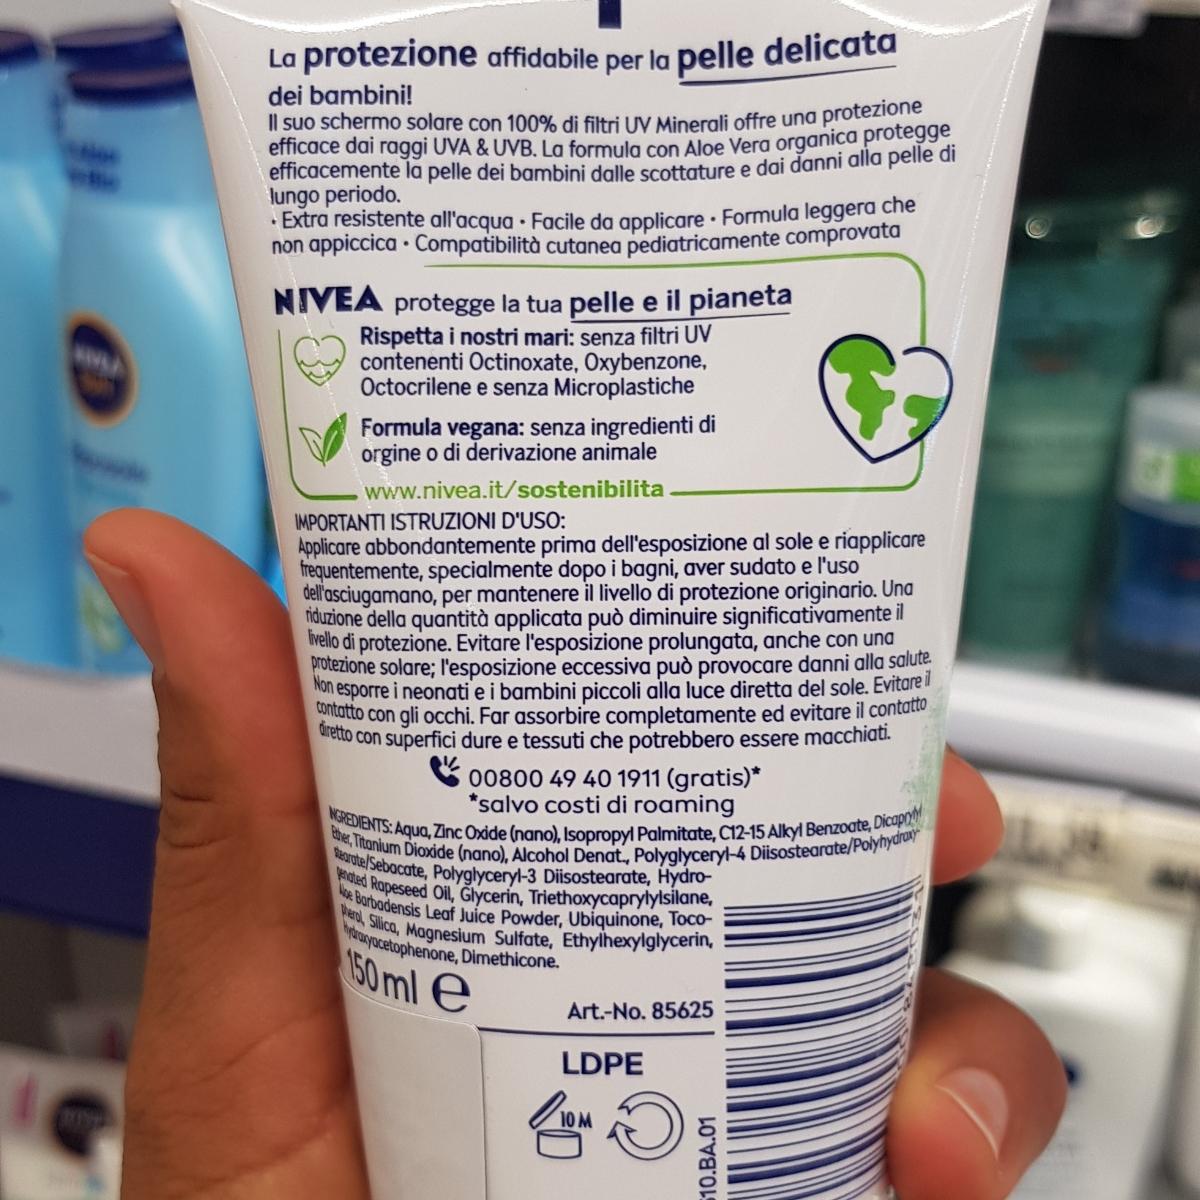 La protezione affidabile per la pelle delicata
dei bambini!
Il suo schermo solare con 100% di filtri UV Minerali offre una protezione
efficace dai raggi UVA & UVB. La formula con Aloe Vera organica protegge
efficacemente la pelle dei bambini dalle scottature e dai danni alla pelle di
lungo periodo.
• Extra resistente all'acqua • Facile da applicare • Formula leggera che
non appiccica • Compatibilità cutanea pediatricamente comprovata
NIVEA protegge la tua pelle e il pianeta
Rispetta i nostri mari: senza filtri UV
contenenti Octinoxate, Oxybenzone,
Octocrilene e senza Microplastiche
Formula vegana: senza ingredienti di
orgine o di derivazione animale
www.nivea.it/sostenibilita
IMPORTANTI ISTRUZIONI D'USO:
Applicare abbondantemente prima dell'esposizione al sole e riapplicare
frequentemente, specialmente dopo i bagni, aver sudato e l'uso
dell'asciugamano, per mantenere il livello di protezione originario. Una
riduzione della quantità applicata può diminuire significativamente il
livello di protezione. Evitare l'esposizione prolungata, anche con una
protezione solare; l'esposizione eccessiva può provocare danni alla salute.
Non esporre i neonati e i bambini piccoli alla luce diretta del sole. Evitare il
contatto con gli occhi. Far assorbire completamente ed evitare il contatto
diretto con superfici dure e tessuti che potrebbero essere macchiati.
00800 49 40 1911 (gratis)*
*salvo costi di roaming
INGREDIENTS: Aqua, Zinc Oxide (nano), Isopropyl Palmitate, C12-15 Alkyl Benzoate, Dicaprylyl
Ether, Titanium Dioxide (nano), Alcohol Denat., Polyglyceryl-4 Diisostearate/Polyhydroxy-
stearate/Sebacate, Polyglyceryl-3 Diisostearate, Hydro-
genated Rapeseed Oil, Glycerin, Triethoxycaprylylsilane,
Aloe Barbadensis Leaf Juice Powder, Ubiquinone, Toco-
pherol, Silica, Magnesium Sulfate, Ethylhexylglycerin,
Hydroxyacetophenone, Dimethicone.
150 ml e
Art.-No. 85625
LDPE
10 M
10.BA.01
NIVEA